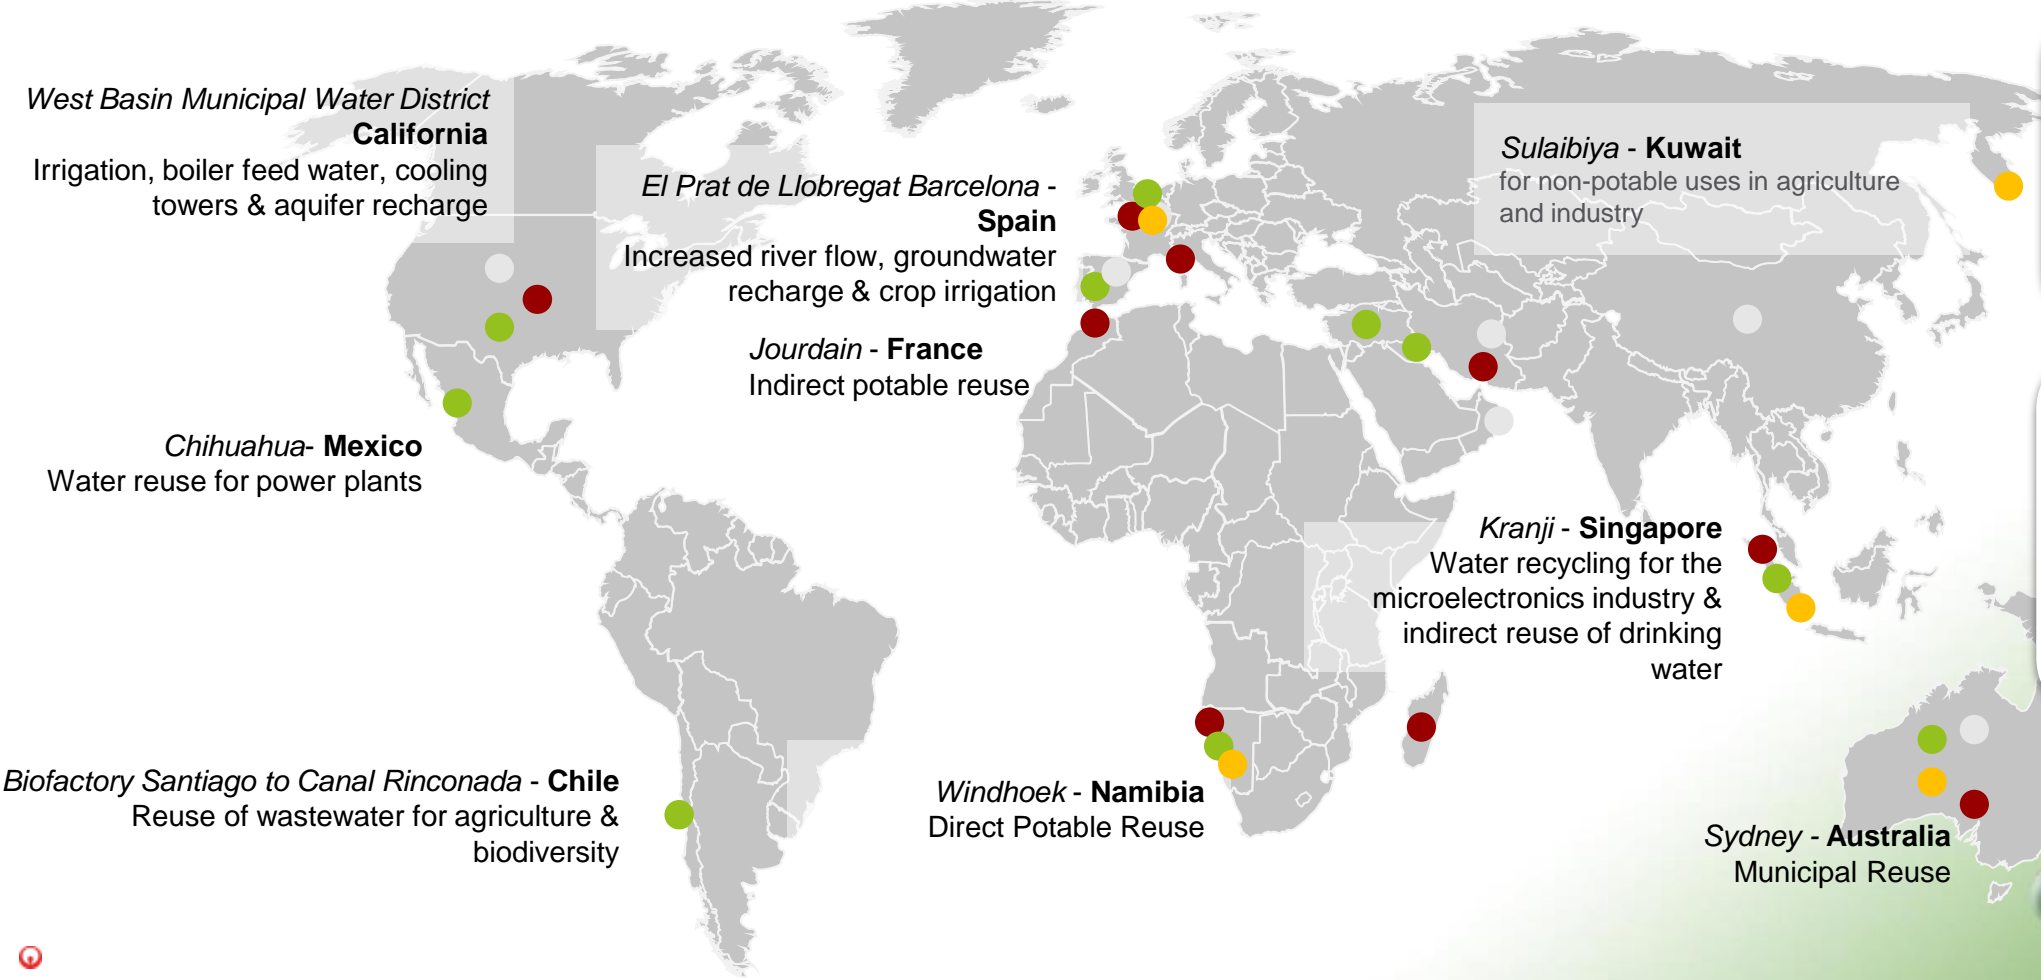 West Basin Municipal Water District
California
Irrigation, boiler feed water, cooling
towers & aquifer recharge
El Prat de Llobregat Barcelona -
Spain
Increased river flow, groundwater
recharge & crop irrigation
Sulaibiya - Kuwait
for non-potable uses in agriculture
and industry
Jourdain - France
Indirect potable reuse
Chihuahua- Mexico
Water reuse for power plants
Kranji - Singapore
Water recycling for the
microelectronics industry &
indirect reuse of drinking
water
Biofactory Santiago to Canal Rinconada - Chile
Reuse of wastewater for agriculture &
biodiversity
Windhoek - Namibia
Direct Potable Reuse
Sydney - Australia
Municipal Reuse